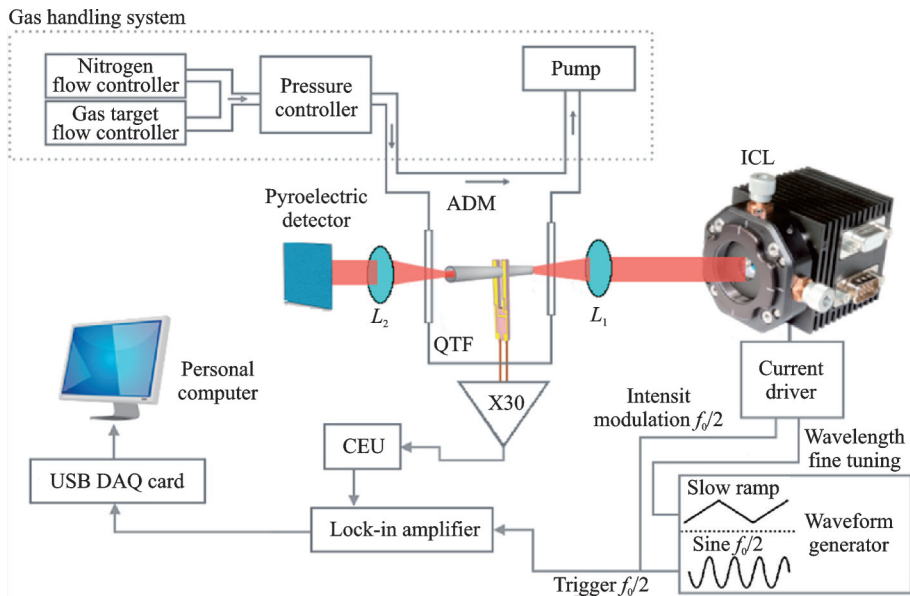 Gas handling system
Nitrogen
flow controller
Gas target
flow controller
Pressure
controller
Pump
ADM
ICL
Pyroelectric
detector
L2
L1
QTF
Personal
computer
X30
Current
driver
Intensit
modulation f0/2
Wavelength
fine tuning
CEU
USB DAQ card
Lock-in amplifier
Slow ramp
Sine f0/2
Waveform
generator
Trigger f0/2